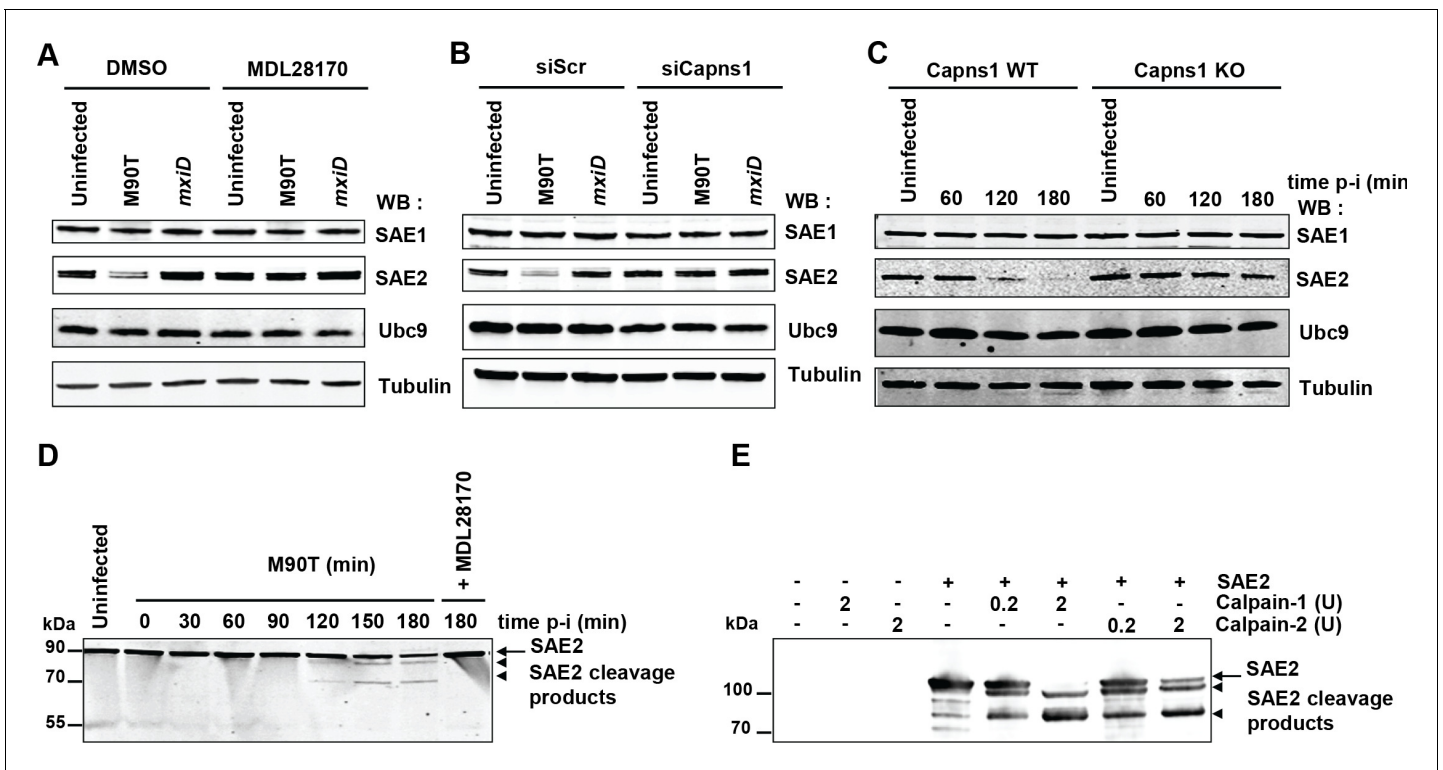 A
DMSO MDL28170
Uninfected M90T mxiD Uninfected M90T mxiD
WB :
SAE1
SAE2
Ubc9
Tubulin
B
siScr siCapns1
Uninfected M90T mxiD Uninfected M90T mxiD
WB :
SAE1
SAE2
Ubc9
Tubulin
C
Capns1 WT Capns1 KO
Uninfected 60 120 180 Uninfected 60 120 180
time p-i (min
WB :
SAE1
SAE2
Ubc9
Tubulin
D
Uninfected M90T (min) + MDL28170
kDa 0 30 60 90 120 150 180 180 time p-i (min)
90 SAE2
70 SAE2 cleavage
products
55
E
- - - + + + + + SAE2
- 2 - - 0.2 2 - - Calpain-1 (U)
kDa - - 2 - - - 0.2 2 Calpain-2 (U)
SAE2
100 SAE2 cleavage
products
70